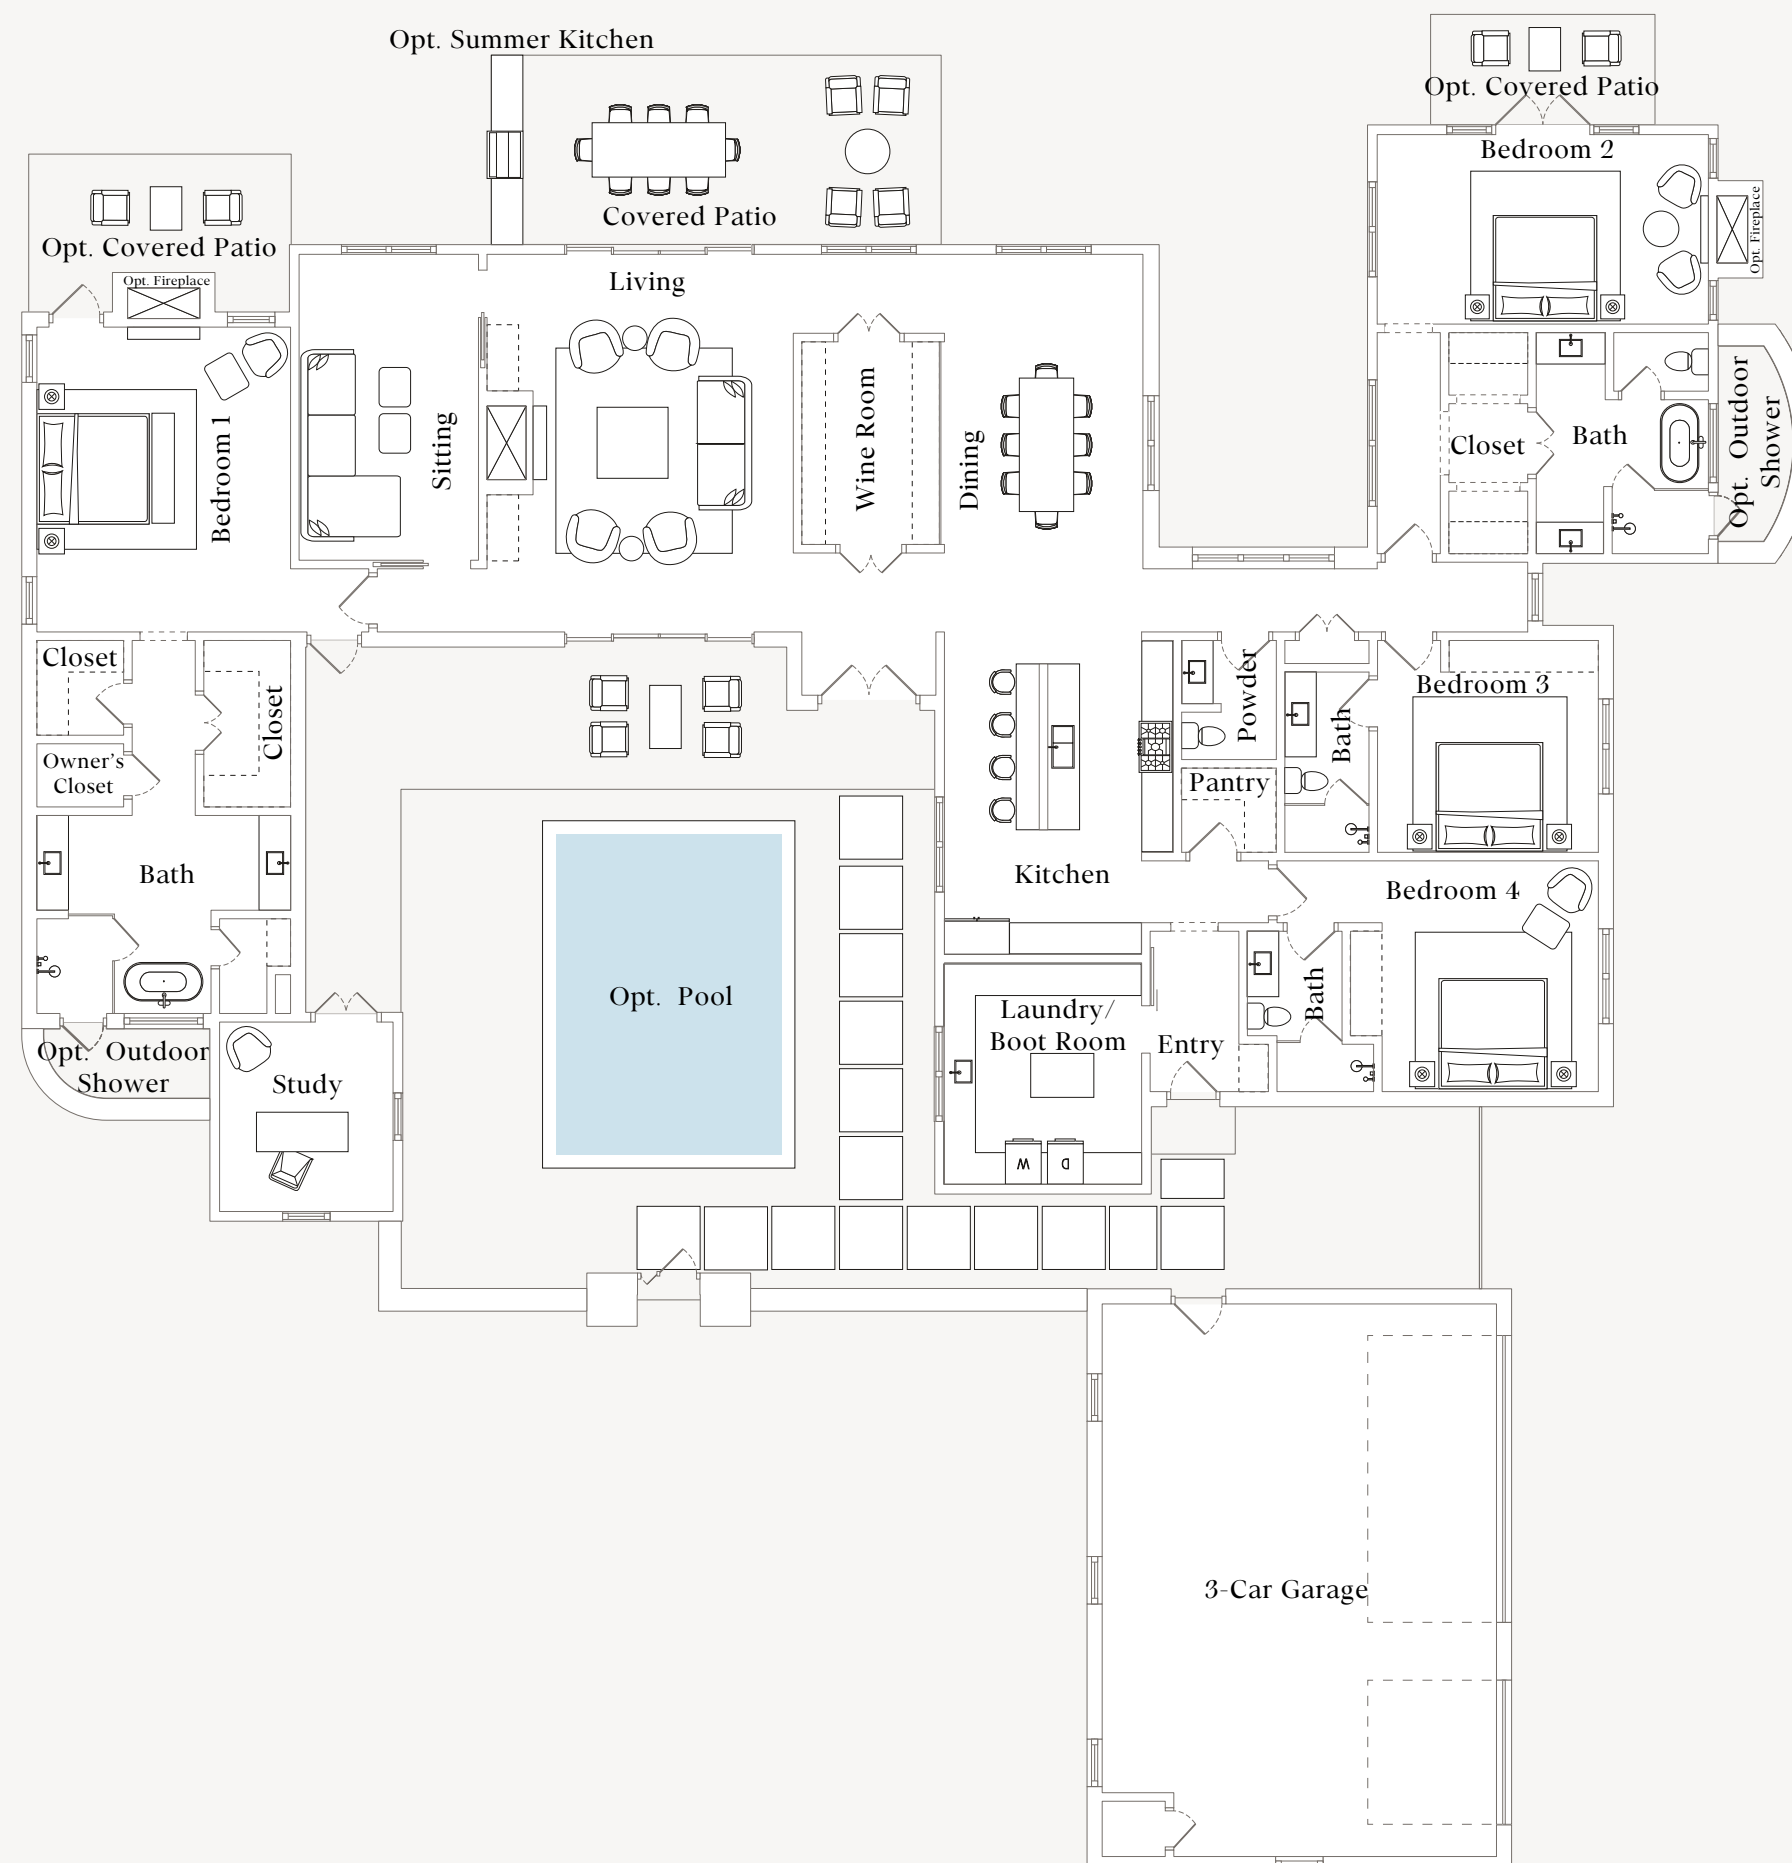 Opt. Summer Kitchen
Opt. Covered Patio
Bedroom 2
Opt. Fireplace
Covered Patio
Opt. Covered Patio
Opt. Fireplace
Living
Bedroom 1
Sitting
Wine Room
Dining
Closet
Bath
Opt. Outdoor
Shower
Closet
Closet
Owner's
Closet
Powder
Bath
Bedroom 3
Pantry
Bath
Kitchen
Bedroom 4
Opt. Pool
Laundry/
Boot Room
Entry
Bath
Opt. Outdoor
Shower
Study
W
D
3-Car Garage